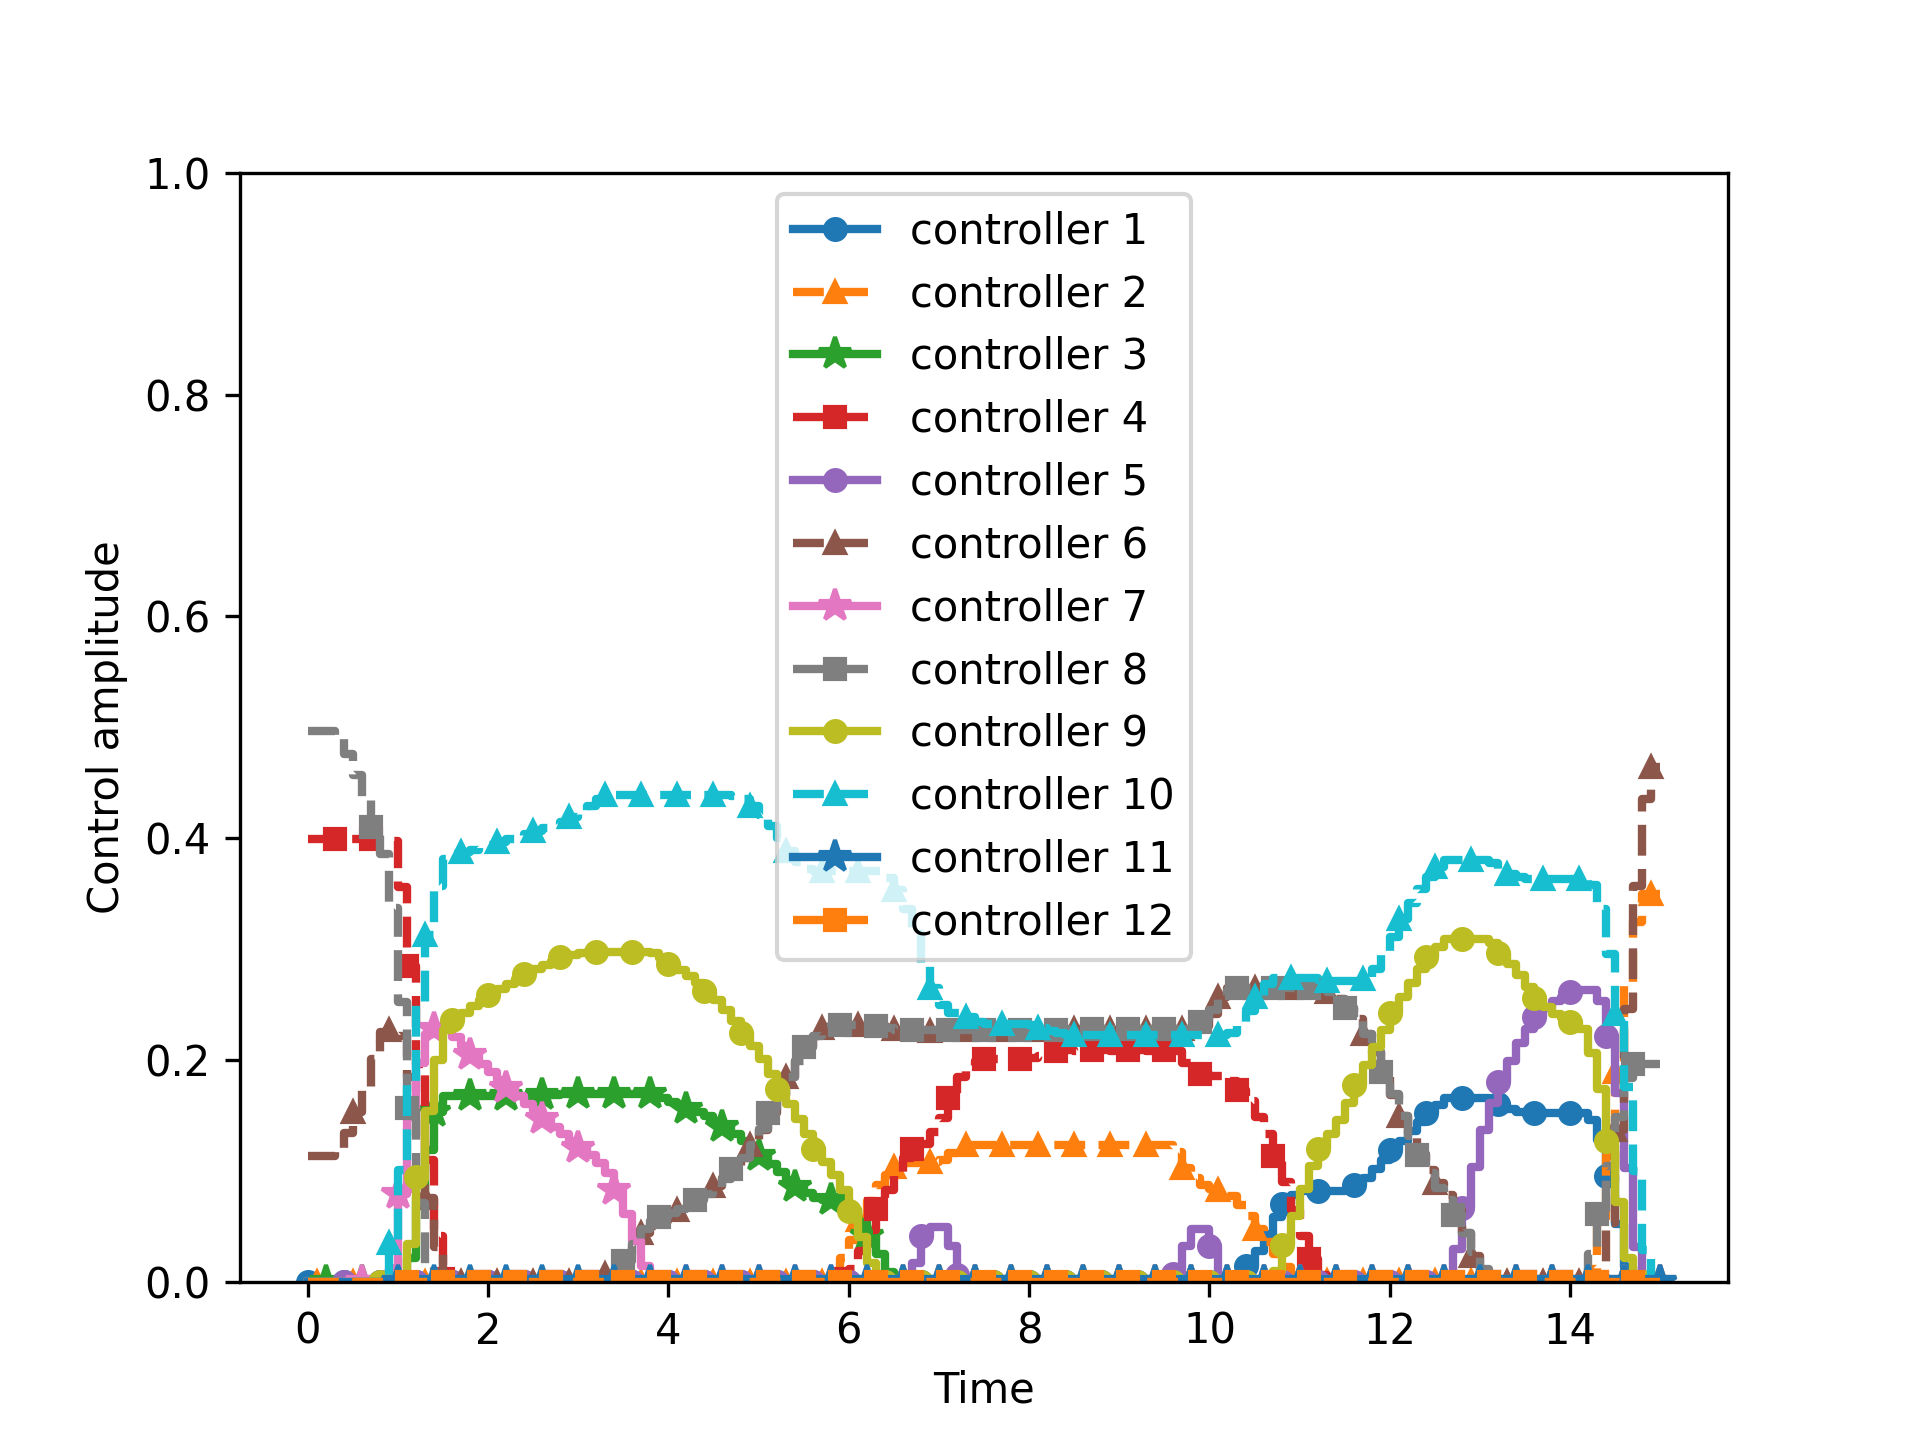 1.0
0.8
0.6
0.4
0.2
0.0
Control amplitude
controller 1
controller 2
controller 3
controller 4
controller 5
controller 6
controller 7
controller 8
controller 9
controller 10
controller 11
controller 12
0 2 4 6 8 10 12 14
Time